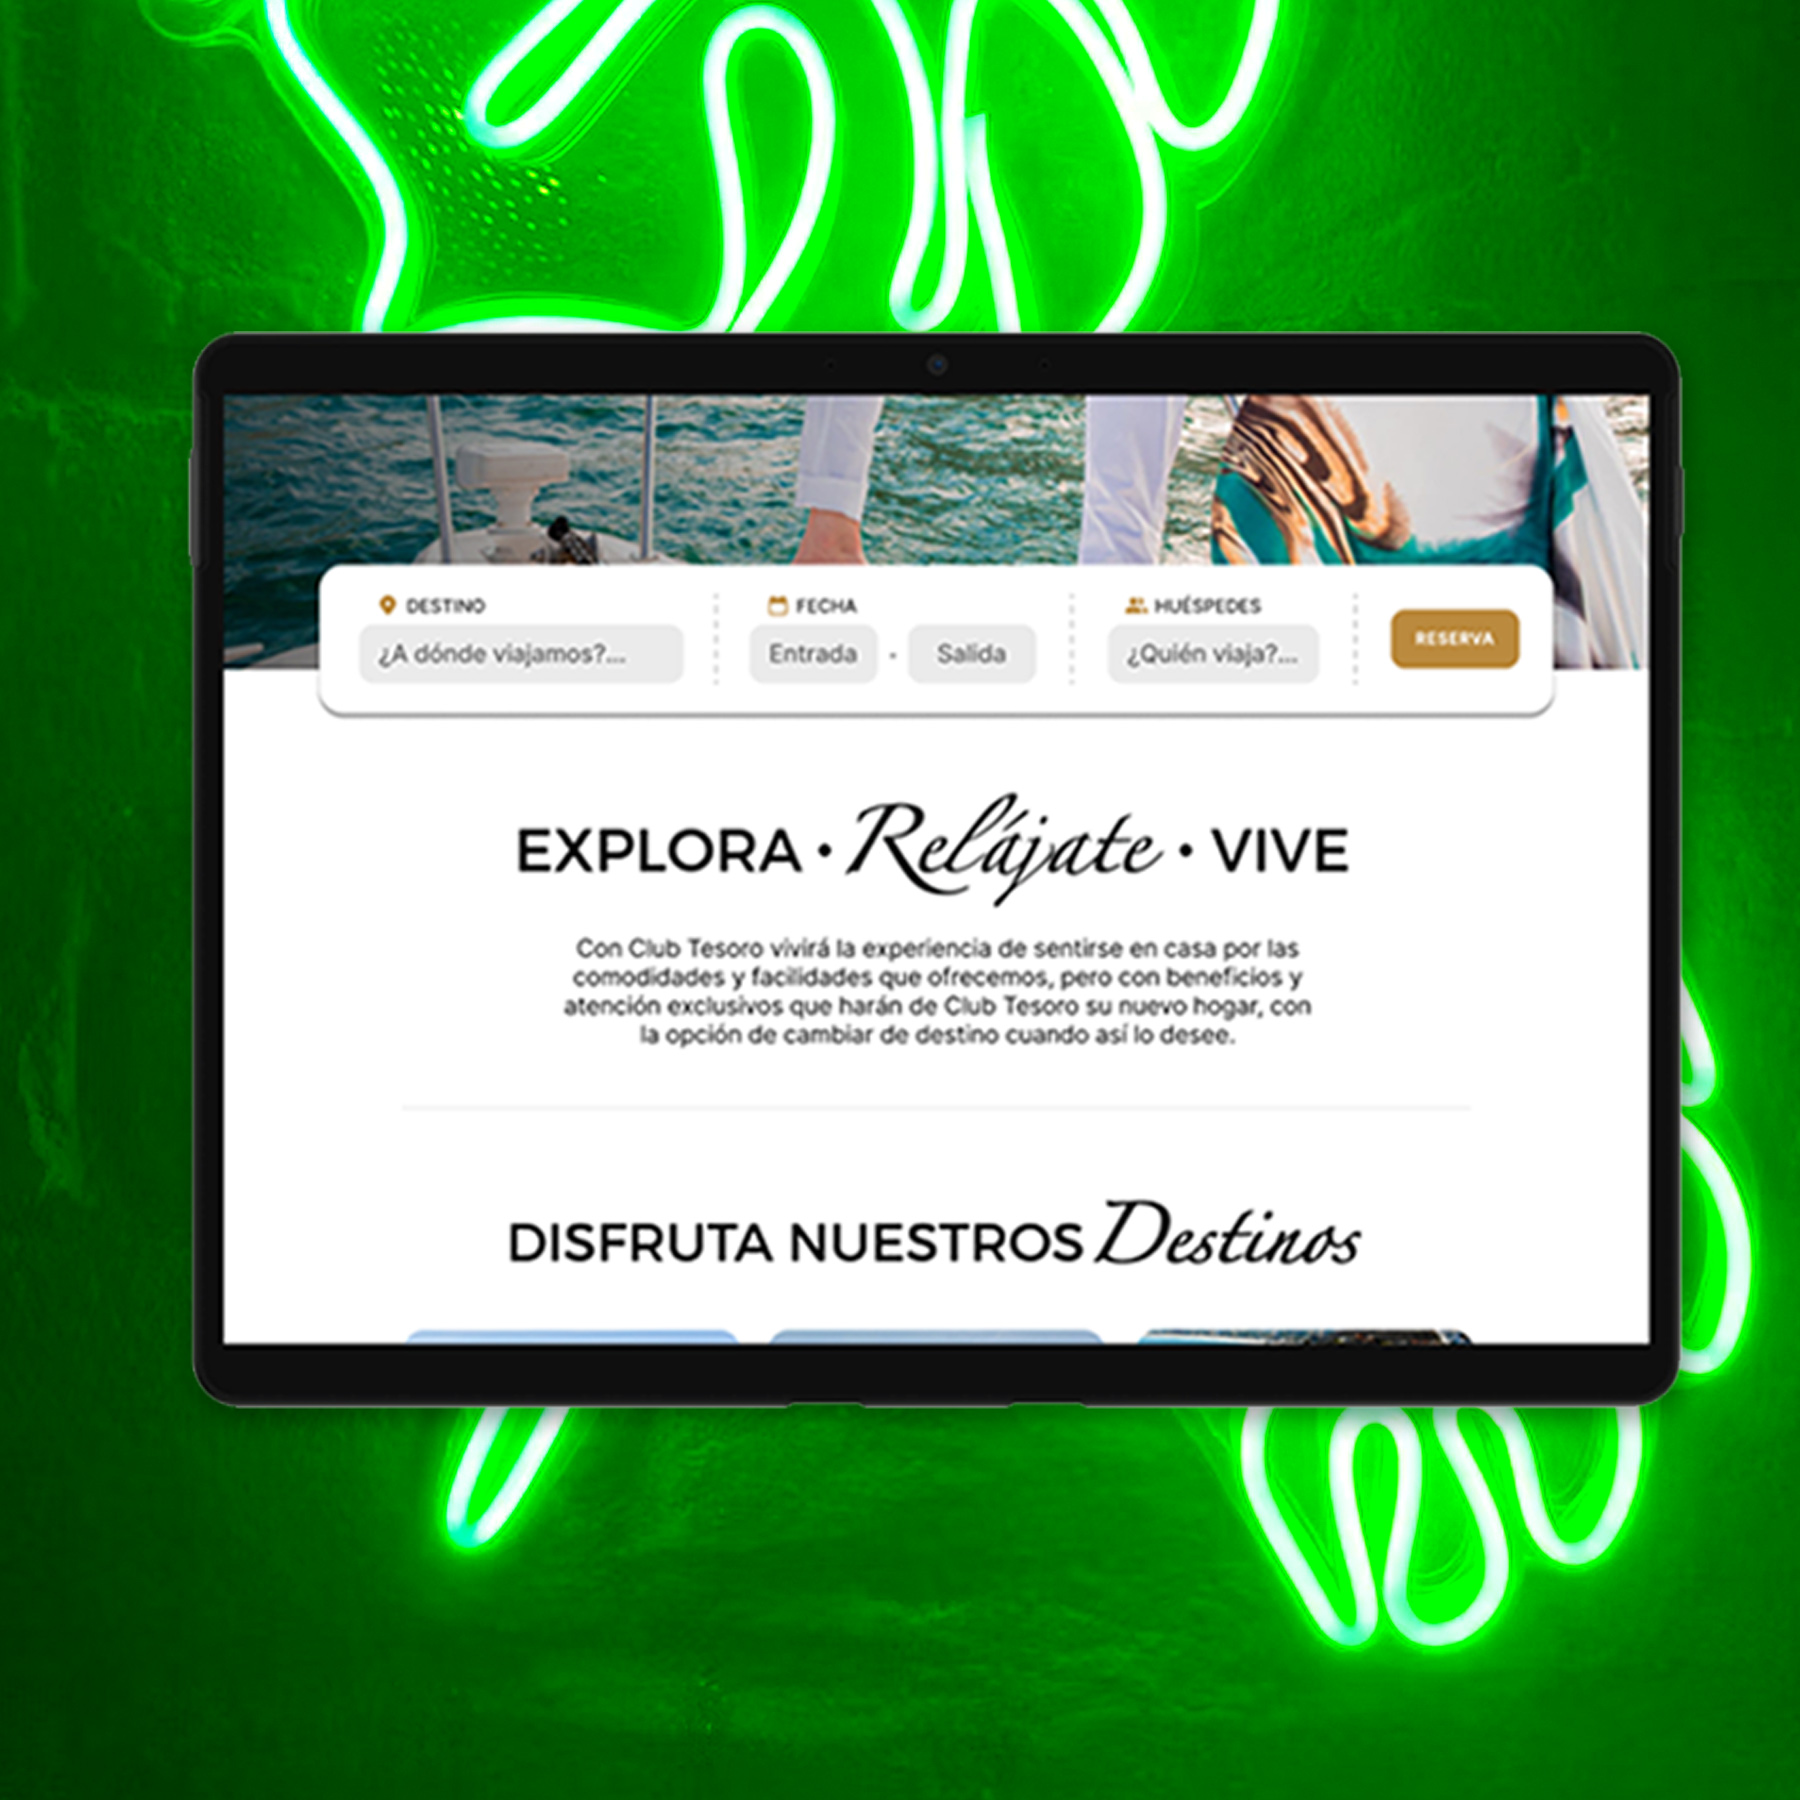 DESTINO
¿A dónde viajamos?...
FECHA
Entrada - Salida
HUÉSPEDES
¿Quién viaja?...
RESERVA
EXPLORA • Relájate • VIVE
Con Club Tesoro vivirá la experiencia de sentirse en casa por las
comodidades y facilidades que ofrecemos, pero con beneficios y
atención exclusivos que harán de Club Tesoro su nuevo hogar, con
la opción de cambiar de destino cuando así lo desee.
DISFRUTA NUESTROS Destinos